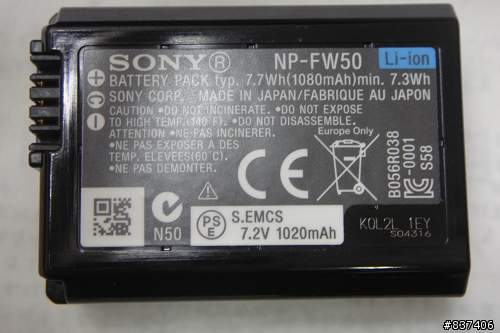 SONY® NP-FW50 Li-ion
BATTERY PACK typ. 7.7Wh(1080mAh)min. 7.3Wh
SONY CORP. MADE IN JAPAN/FABRIQUE AU JAPON
CAUTION •DO NOT INCINERATE. •DO NOT EXPOSE
TO HIGH TEMP.(140°F). •DO NOT DISASSEMBLE.
ATTENTION •NE PAS INCINERER.
•NE PAS EXPOSER A DES
TEMP. ELEVEES(60°C).
•NE PAS DEMONTER.
Europe Only
CE
B056R038
-0001
S58
N50
PS
E
S.EMCS
7.2V 1020mAh
KOL2L 1EY
S04316
#837406